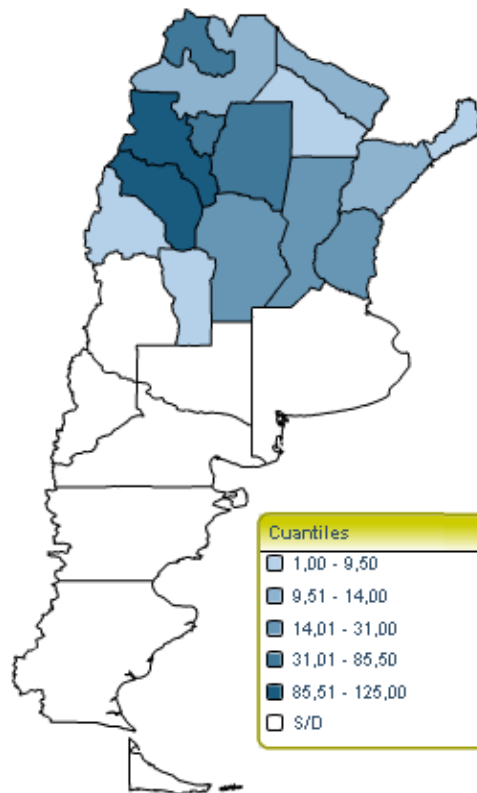 Cuantiles
1,00 - 9,50
9,51 - 14,00
14,01 - 31,00
31,01 - 85,50
85,51 - 125,00
S/D